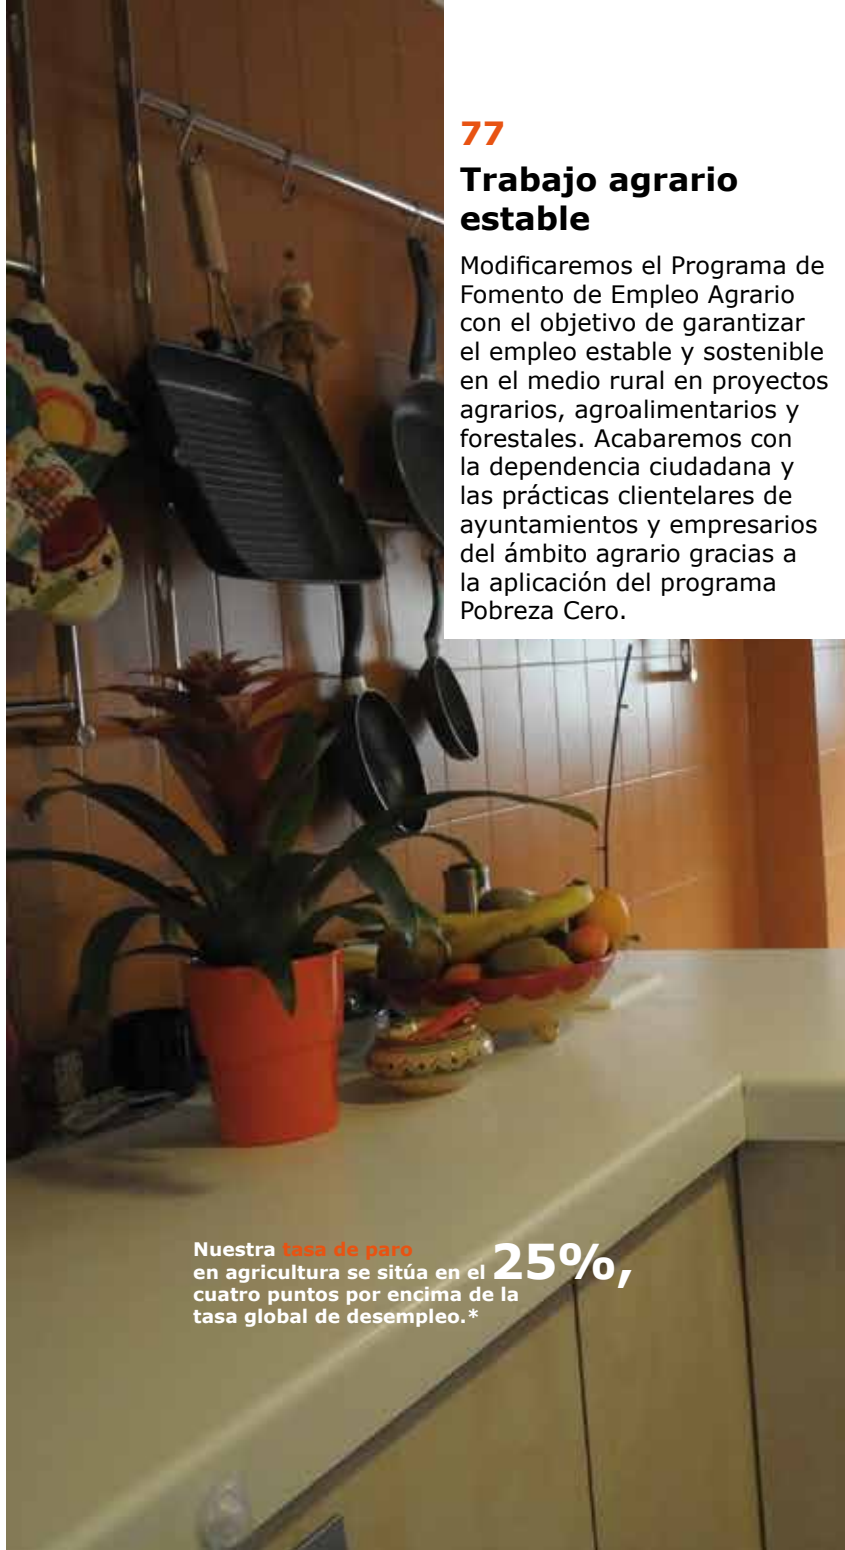 77
Trabajo agrario
estable
Modificaremos el Programa de
Fomento de Empleo Agrario
con el objetivo de garantizar
el empleo estable y sostenible
en el medio rural en proyectos
agrarios, agroalimentarios y
forestales. Acabaremos con
la dependencia ciudadana y
las prácticas clientelares de
ayuntamientos y empresarios
del ámbito agrario gracias a
la aplicación del programa
Pobreza Cero.
Nuestra tasa de paro
en agricultura se sitúa en el 25%,
cuatro puntos por encima de la
tasa global de desempleo.*